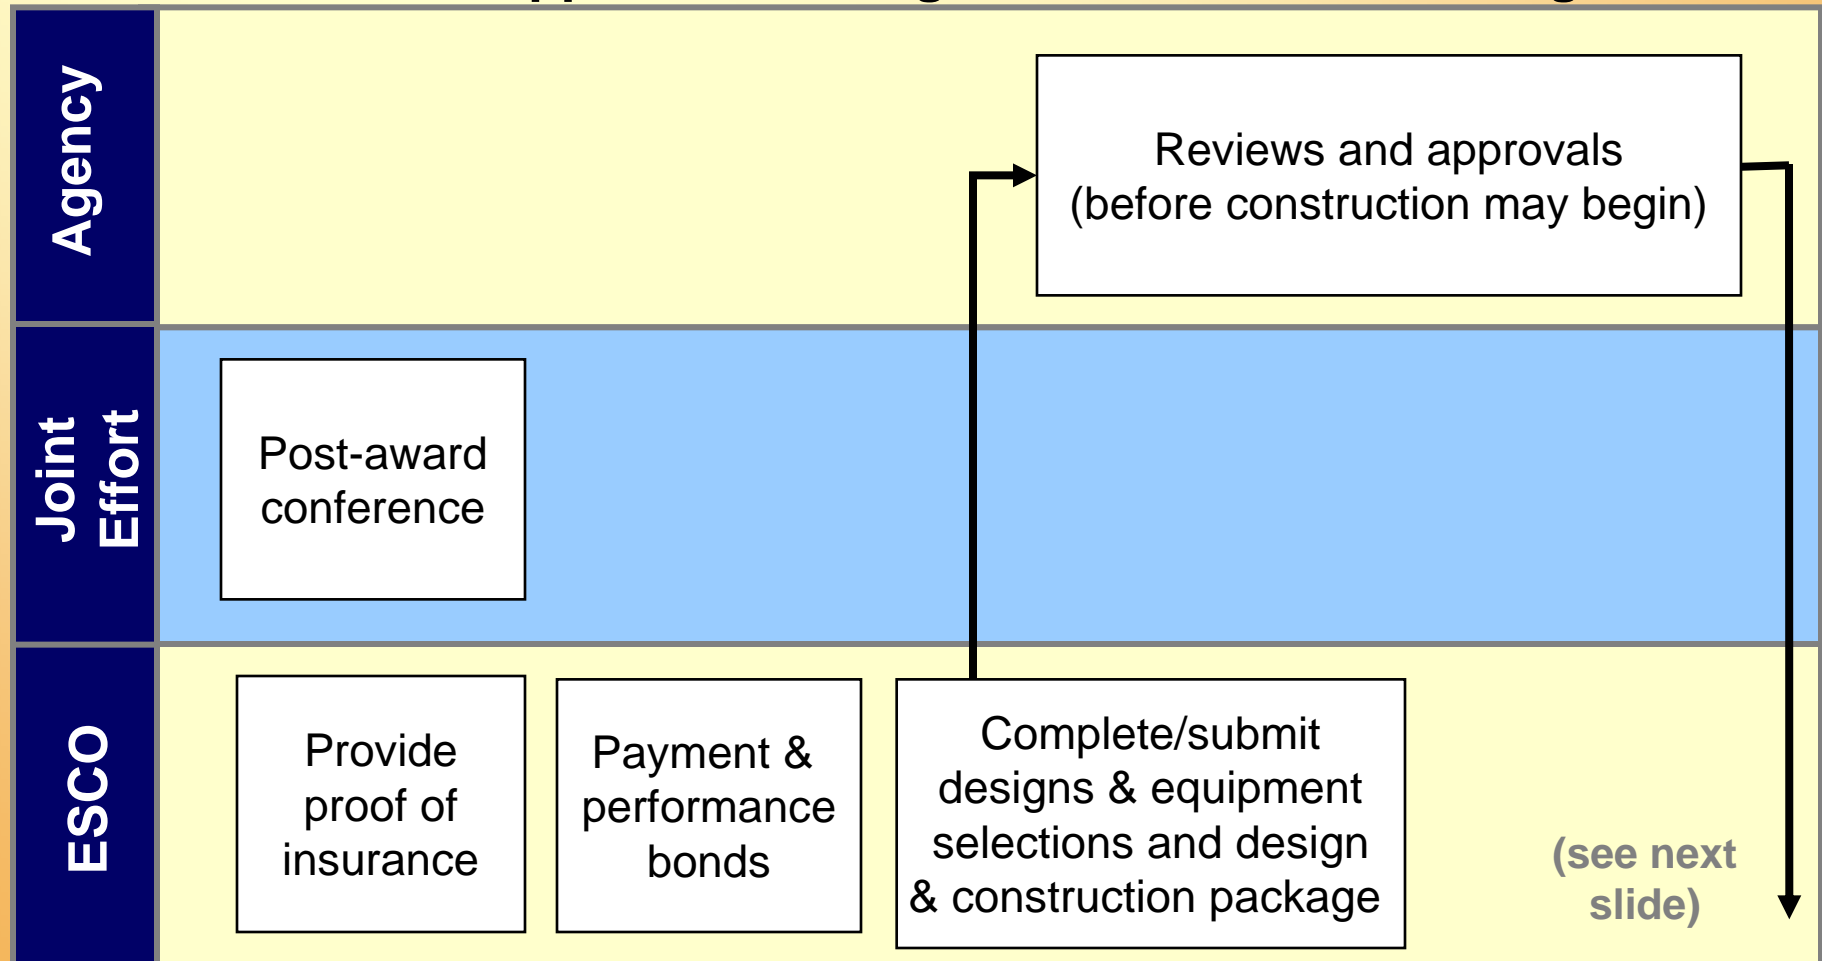 Agency
Reviews and approvals
(before construction may begin)
Joint
Effort
Post-award
conference
ESCO
Provide
proof of
insurance
Payment &
performance
bonds
Complete/submit
designs & equipment
selections and design
& construction package
(see next
slide)